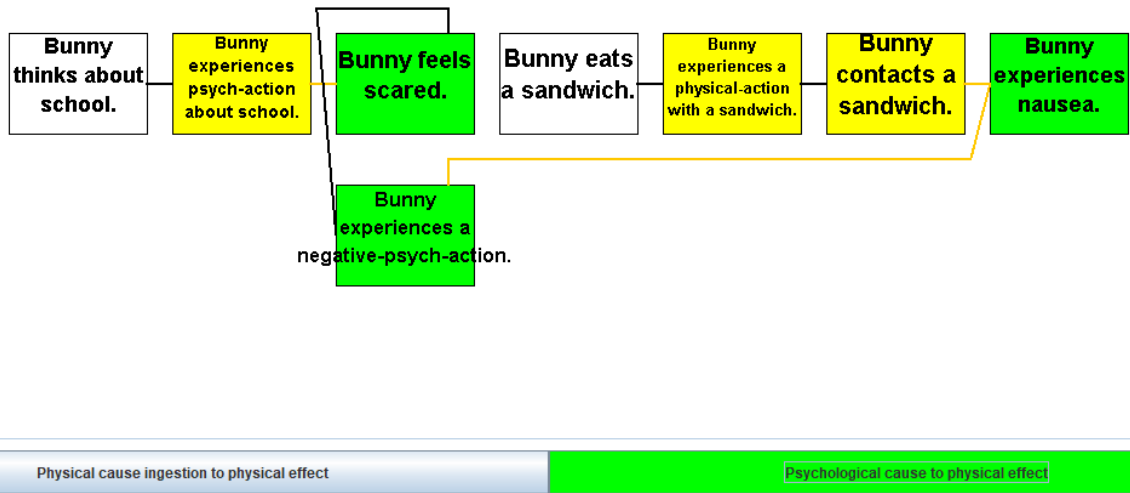 Bunny
thinks about
school.
Bunny
experiences
psych-action
about school.
Bunny feels
scared.
Bunny eats
a sandwich.
Bunny
experiences a
physical-action
with a sandwich.
Bunny
contacts a
sandwich.
Bunny
experiences
nausea.
Bunny
experiences a
negative-psych-action.
Physical cause ingestion to physical effect
Psychological cause to physical effect